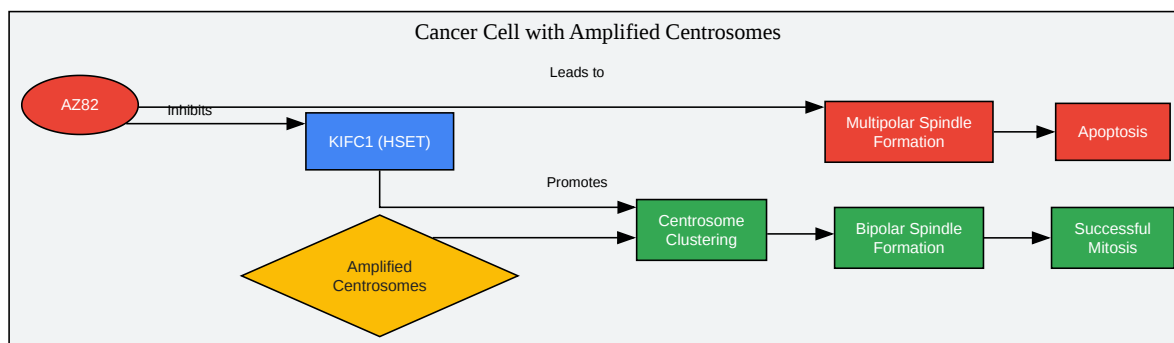 Cancer Cell with Amplified Centrosomes
Leads to
AZ82
Inhibits
KIFC1 (HSET)
Multipolar Spindle
Formation
Apoptosis
Promotes
Centrosome
Clustering
Bipolar Spindle
Formation
Successful
Mitosis
Amplified
Centrosomes